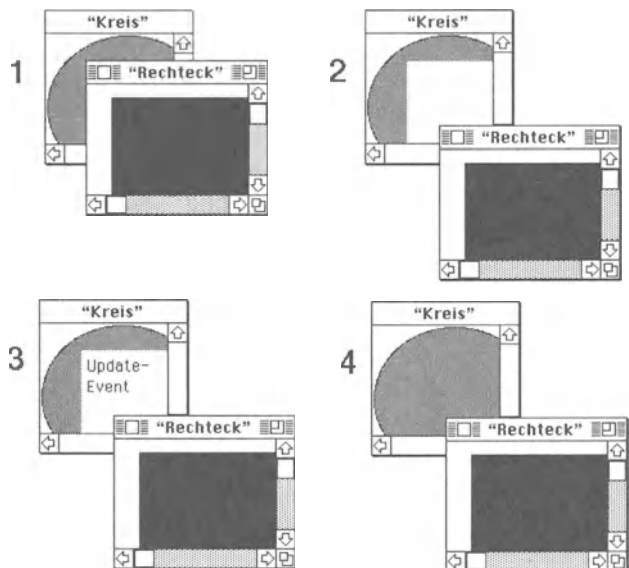 "Kreis"
1
"Rechteck"
"Kreis"
2
"Rechteck"
"Kreis"
3
Update-
Event
"Rechteck"
"Kreis"
4
"Rechteck"